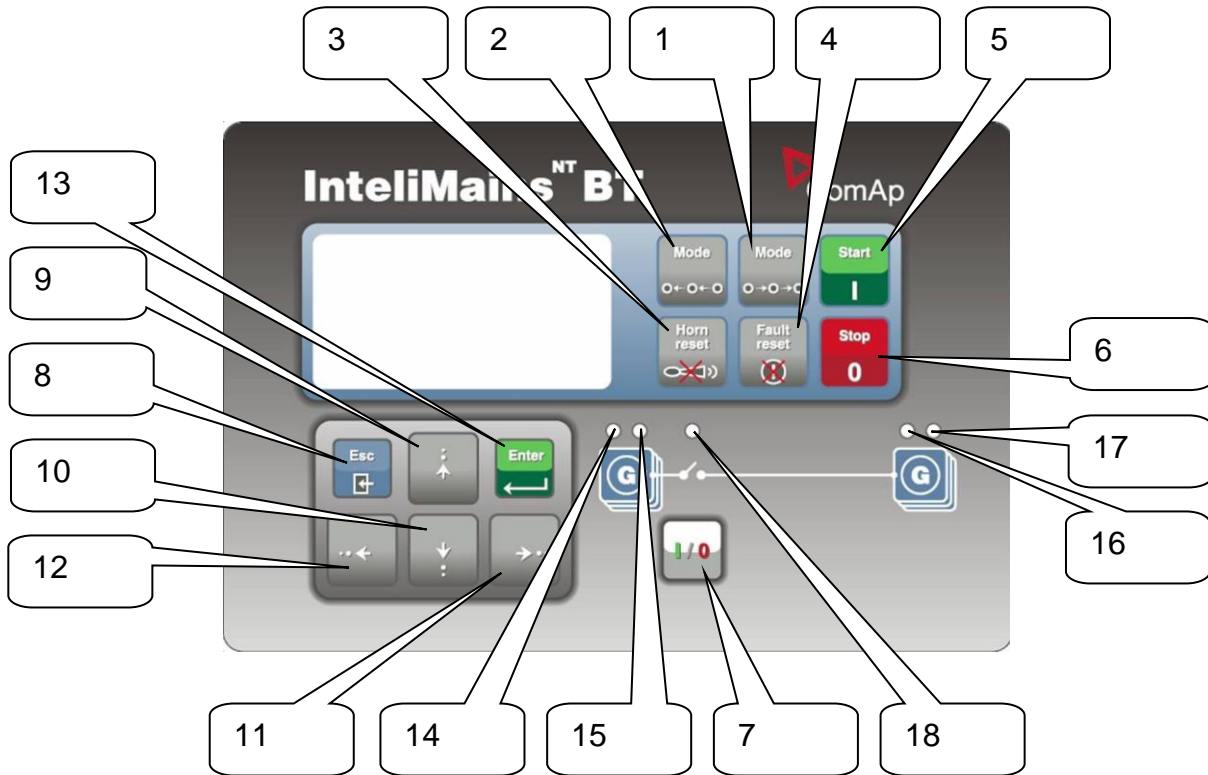 3 2 1 4 5
13
InteliMains NT BT
ComAp
9
Mode Mode Start
I
Horn reset Fault reset Stop
0
6
8
17
Esc Enter
G G
10
16
12
I/0
11 14 15 7 18